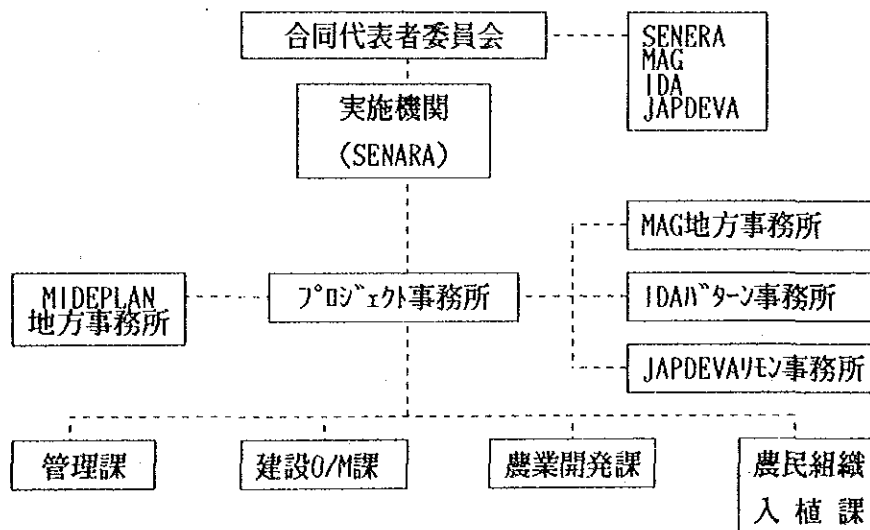 合同代表者委員会
SENERA
MAG
IDA
JAPDEVA
実施機関
(SENARA)
MAG地方事務所
MIDEPLAN
地方事務所
ﾌﾟﾛｼﾞｪｸﾄ事務所
IDAﾊﾞﾀｰﾝ事務所
JAPDEVAﾘﾓﾝ事務所
管理課
建設O/M課
農業開発課
農民組織
入植課